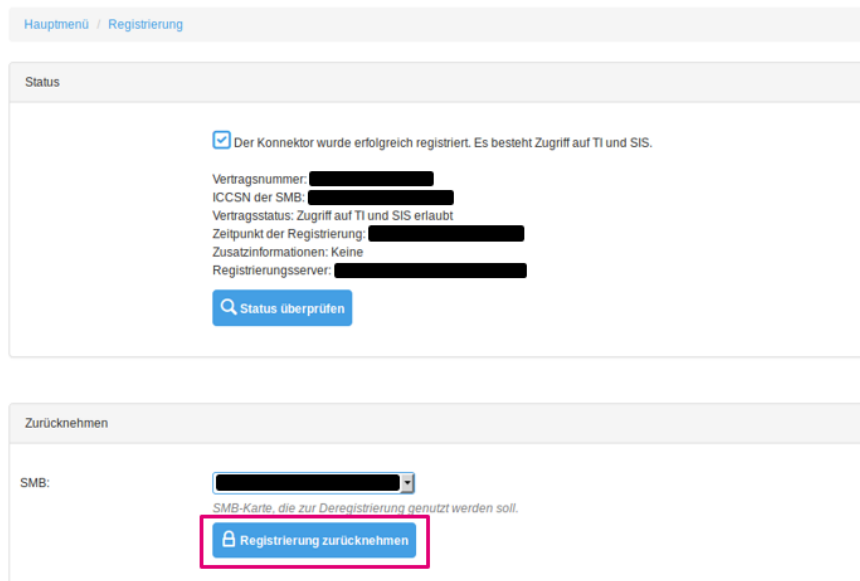 Hauptmenü / Registrierung
Status
Der Konnektor wurde erfolgreich registriert. Es besteht Zugriff auf TI und SIS.
Vertragsnummer:
ICCSN der SMB:
Vertragsstatus: Zugriff auf TI und SIS erlaubt
Zeitpunkt der Registrierung:
Zusatzinformationen: Keine
Registrierungsserver:
Status überprüfen
Zurücknehmen
SMB:
SMB-Karte, die zur Deregistrierung genutzt werden soll.
Registrierung zurücknehmen